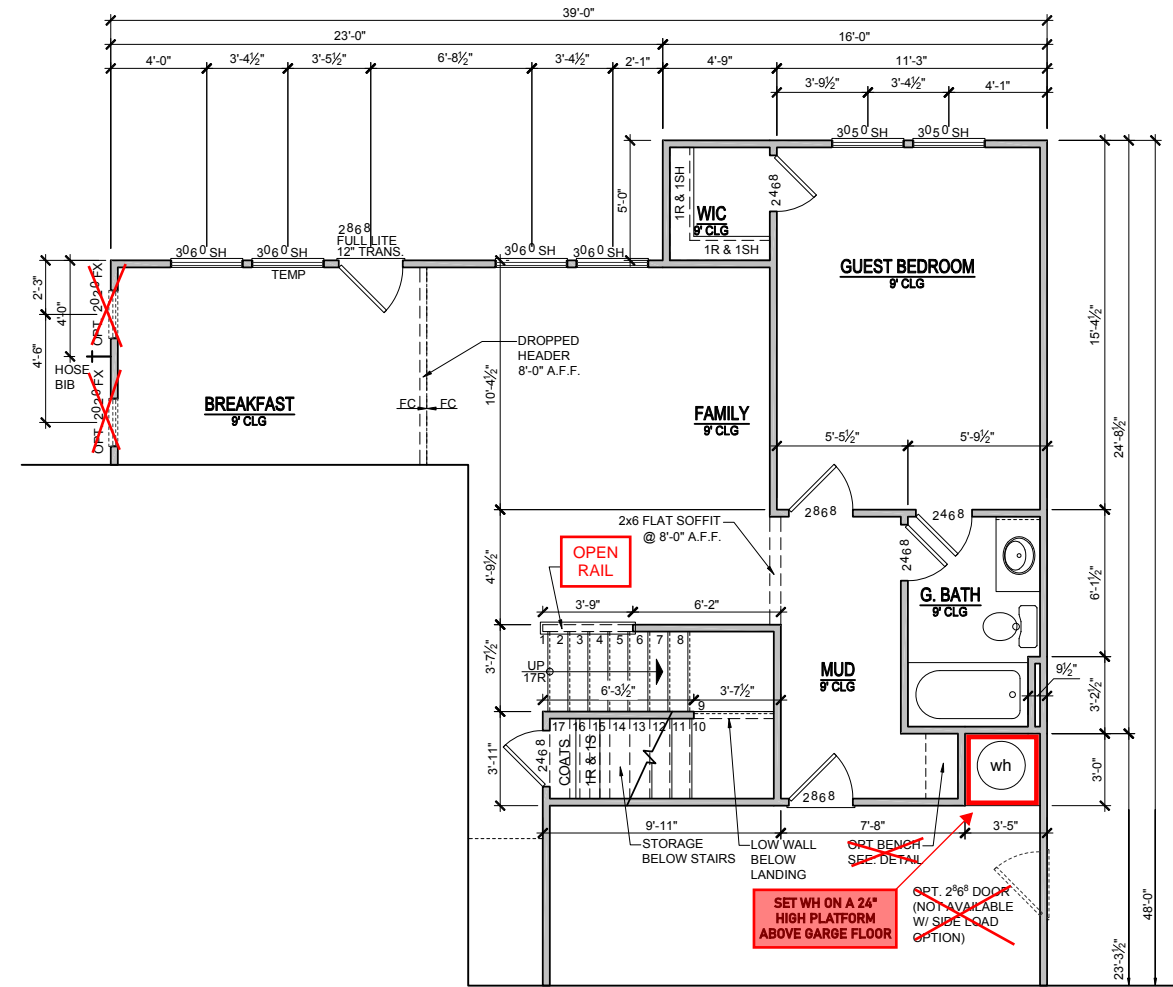 39'-0"
23'-0"
16'-0"
4'-0"
3'-4½"
3'-5½"
6'-8½"
3'-4½"
2'-1"
4'-9"
11'-3"
3'-9½"
3'-4½"
4'-1"
3⁰5⁰ SH
3⁰5⁰ SH
5'-0"
1R & 1SH
WIC
9' CLG
1R & 1SH
2468
GUEST BEDROOM
9' CLG
3⁰6⁰ SH
3⁰6⁰ SH
TEMP
2⁸6⁸
FULL LITE
12" TRANS.
3⁰6⁰ SH
3⁰6⁰ SH
2'-3"
4'-0"
4'-6"
OPT. 2⁰2⁰ FX
HOSE
BIB
OPT. 2⁰2⁰ FX
BREAKFAST
9' CLG
DROPPED
HEADER
8'-0" A.F.F.
FC
FC
10'-4½"
FAMILY
9' CLG
15'-4½"
24'-8½"
5'-5½"
5'-9½"
2868
2468
2468
2x6 FLAT SOFFIT
@ 8'-0" A.F.F.
OPEN
RAIL
4'-9½"
3'-9"
6'-2"
G. BATH
9' CLG
6'-1½"
1 2 3 4 5 6 7 8
UP
17R
3'-7½"
6'-3½"
3'-7½"
9
MUD
9' CLG
9½"
3'-2½"
17 16 15 14 13 12 11 10
2468
COATS
1R & 1S
3'-11"
wh
3'-0"
2868
9'-11"
7'-8"
3'-5"
STORAGE
BELOW STAIRS
LOW WALL
BELOW
LANDING
OPT BENCH
SEE: DETAIL
SET WH ON A 24"
HIGH PLATFORM
ABOVE GARGE FLOOR
OPT. 2⁸6⁸ DOOR
(NOT AVAILABLE
W/ SIDE LOAD
OPTION)
48'-0"
23'-3½"